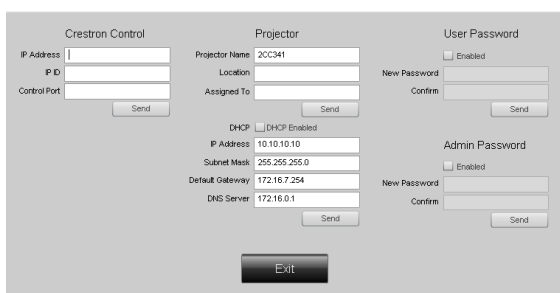 Crestron Control
IP Address
IP ID
Control Port
Send
Projector
Projector Name 2CC341
Location
Assigned To
Send
DHCP DHCP Enabled
IP Address 10.10.10.10
Subnet Mask 255.255.255.0
Default Gateway 172.16.7.254
DNS Server 172.16.0.1
Send
User Password
Enabled
New Password
Confirm
Send
Admin Password
Enabled
New Password
Confirm
Send
Exit